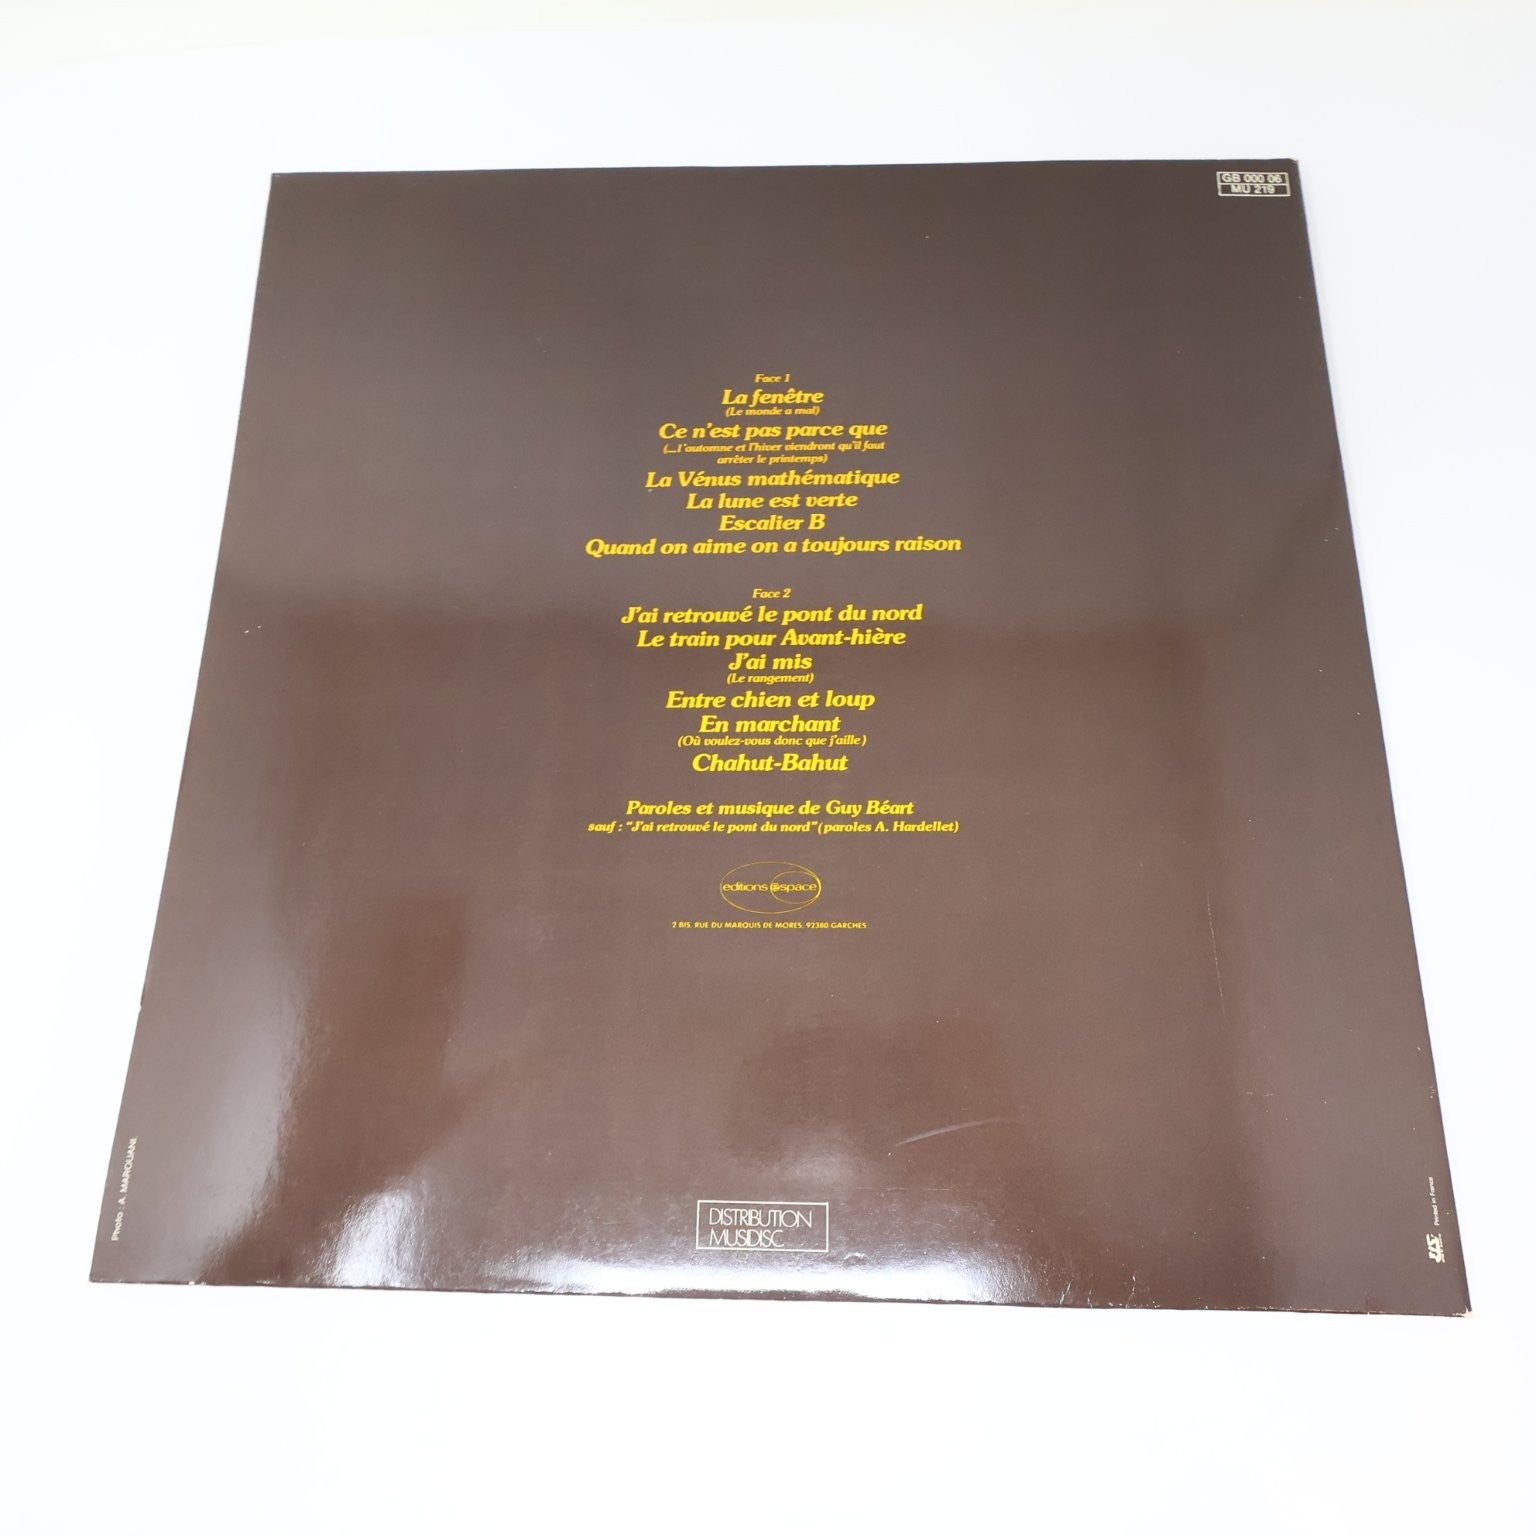 GB 000 06
MU 219
Face 1
La fenêtre
(Le monde a mal)
Ce n'est pas parce que
(...l'automne et l'hiver viendront qu'il faut
arrêter le printemps)
La Vénus mathématique
La lune est verte
Escalier B
Quand on aime on a toujours raison
Face 2
J'ai retrouvé le pont du nord
Le train pour Avant-hière
J'ai mis
(Le rangement)
Entre chien et loup
En marchant
(Où voulez-vous donc que j'aille)
Chahut-Bahut
Paroles et musique de Guy Béart
sauf : "J'ai retrouvé le pont du nord" (paroles A. Hardellet)
editions espace
2 BIS, RUE DU MARQUIS DE MORES, 92380 GARCHES
Photo : A. MAROUANI.
DISTRIBUTION
MUSIDISC
Printed in France